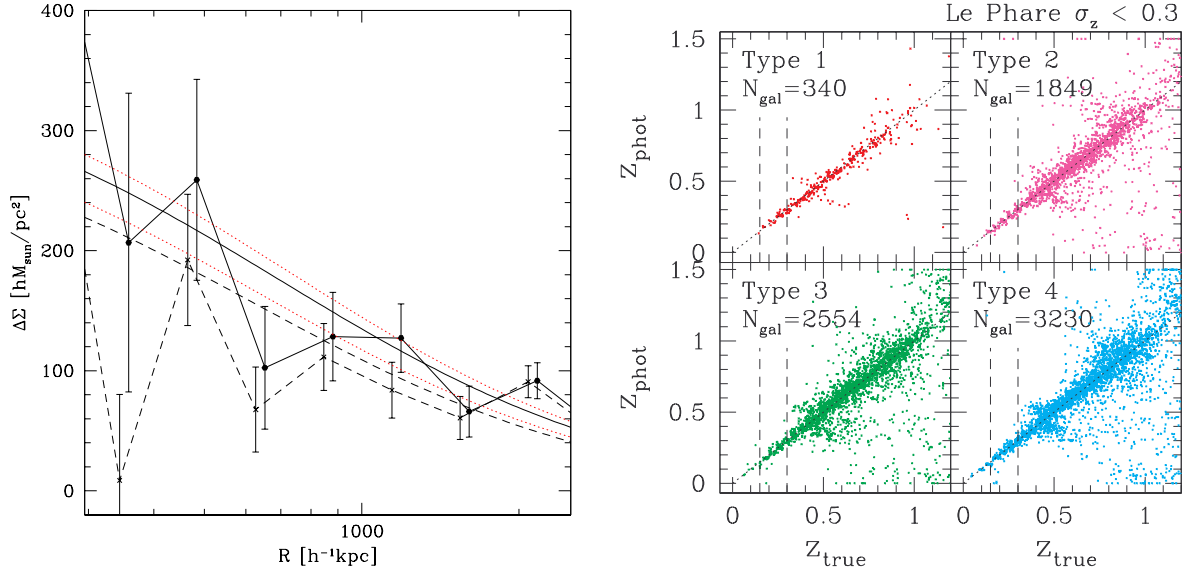 400
300
200
100
0
ΔΣ [hM_sun/pc²]
1000
R [h⁻¹kpc]
Le Phare σ_z < 0.3
1.5
1
0.5
0
Z_phot
Type 1
N_gal=340
Type 2
N_gal=1849
1.5
1
0.5
0
Z_phot
Type 3
N_gal=2554
Type 4
N_gal=3230
0 0.5 1
0 0.5 1
Z_true
Z_true